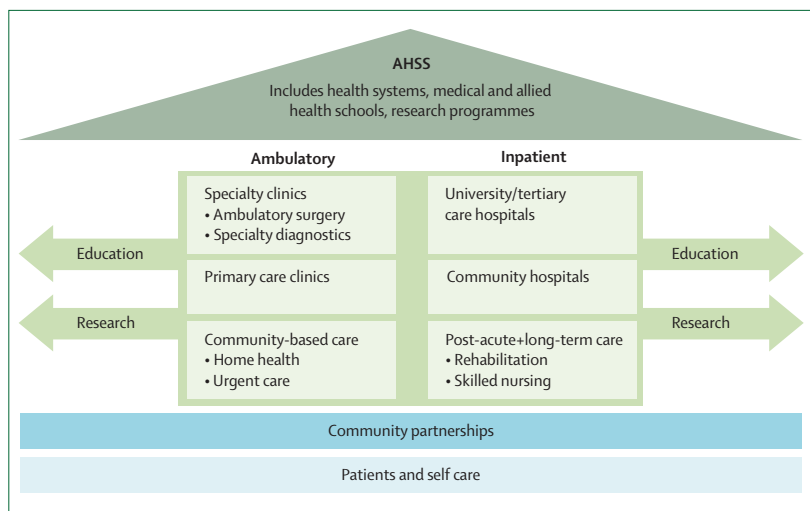 AHSS
Includes health systems, medical and allied
health schools, research programmes
Ambulatory
Inpatient
Specialty clinics
• Ambulatory surgery
• Specialty diagnostics
University/tertiary
care hospitals
Education
Education
Primary care clinics
Community hospitals
Research
Research
Community-based care
• Home health
• Urgent care
Post-acute+long-term care
• Rehabilitation
• Skilled nursing
Community partnerships
Patients and self care